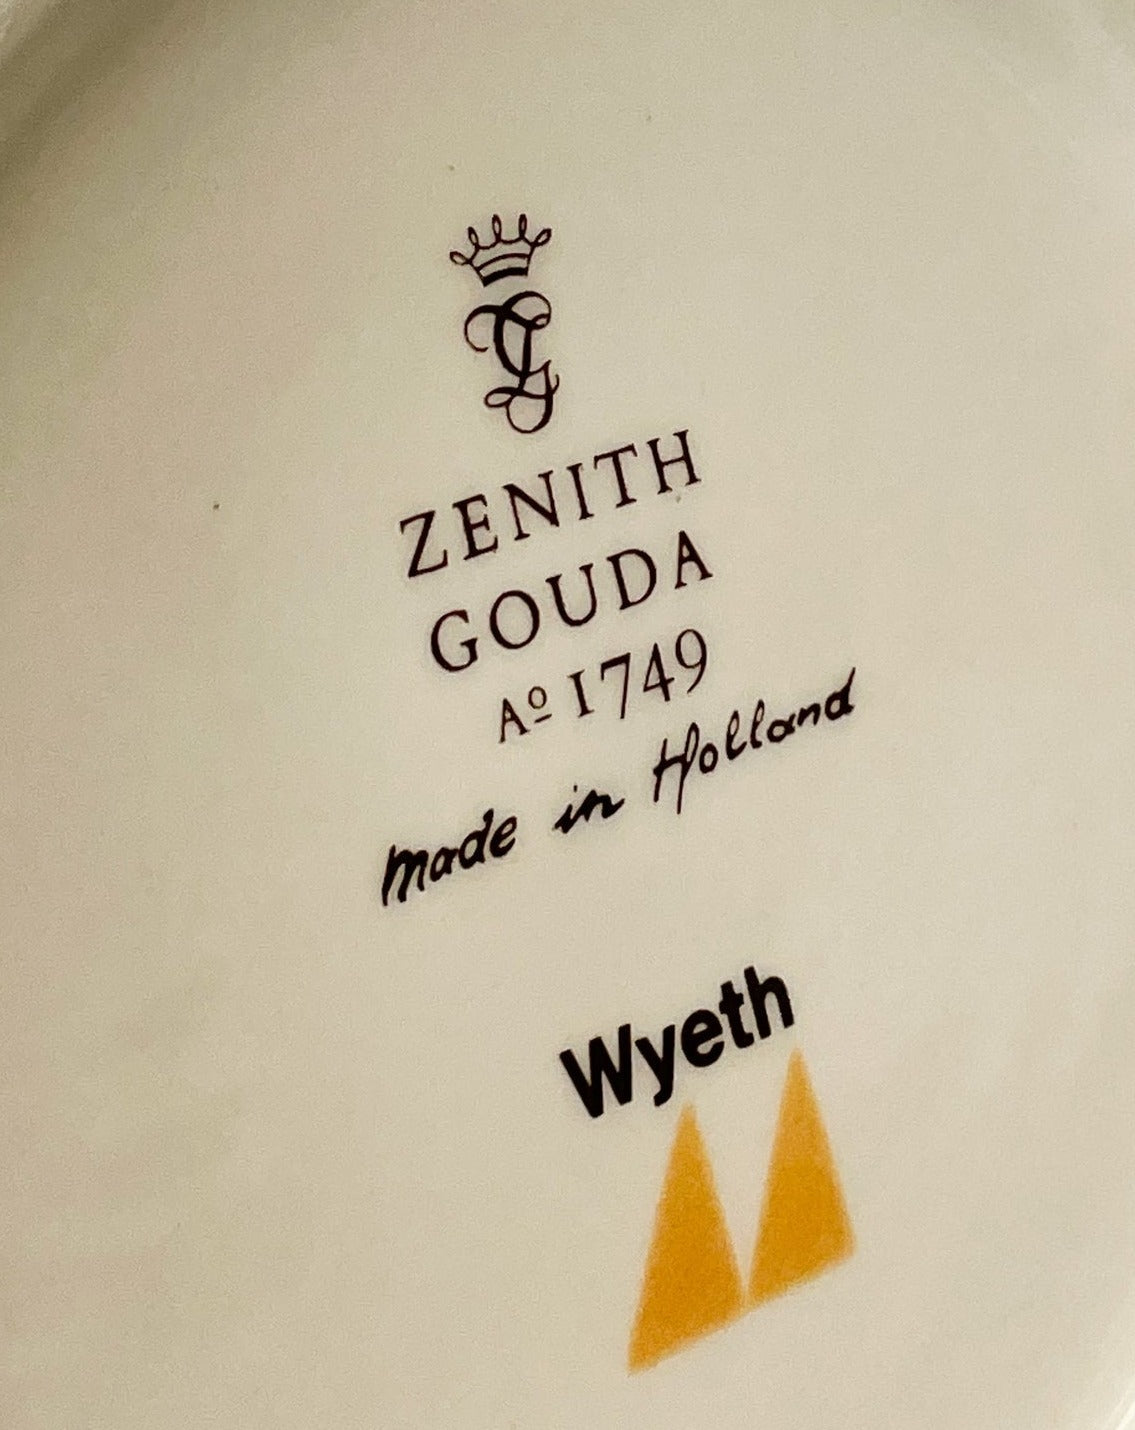 ZENITH
GOUDA
Aº 1749
made in Holland
Wyeth